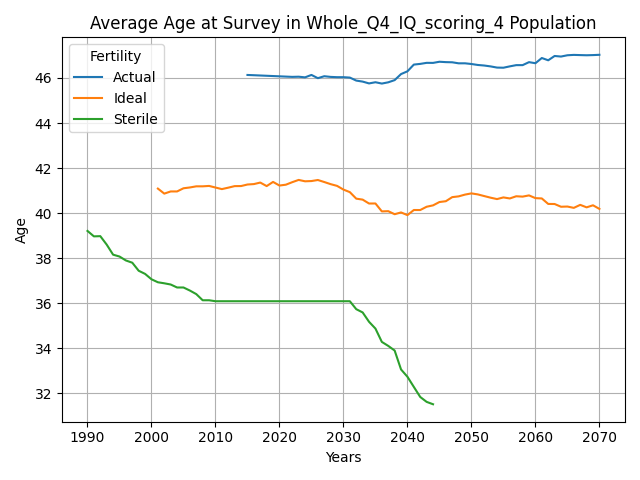 Average Age at Survey in Whole_Q4_IQ_scoring_4 Population
Fertility
Actual
Ideal
Sterile
Age
46
44
42
40
38
36
34
32
1990 2000 2010 2020 2030 2040 2050 2060 2070
Years